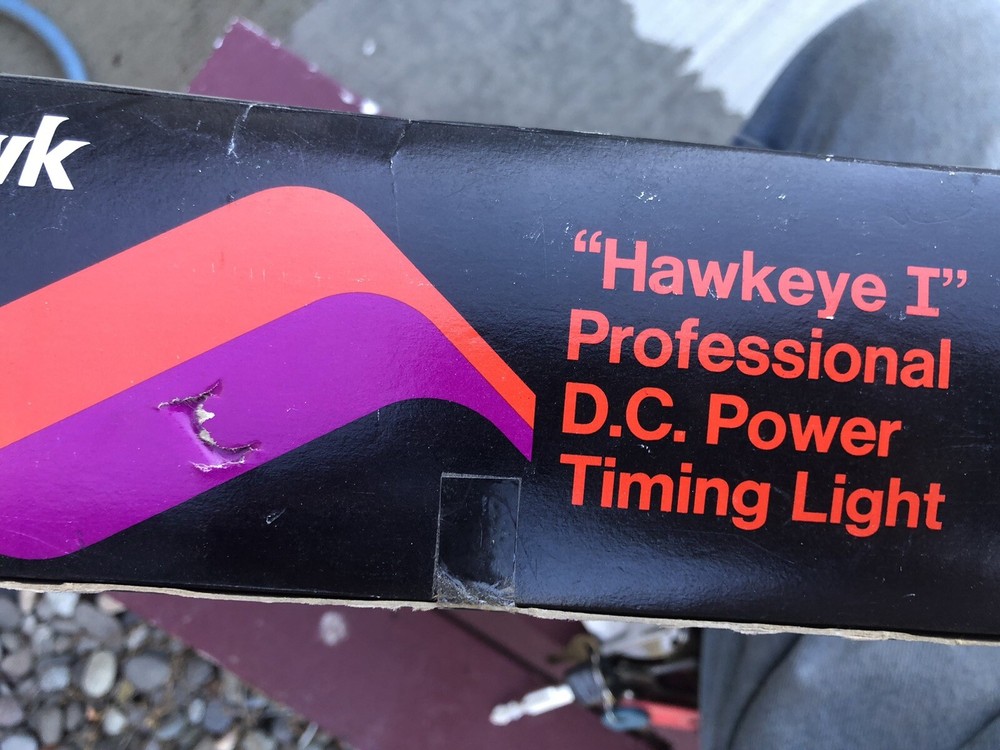 wk
“Hawkeye I”
Professional
D.C. Power
Timing Light